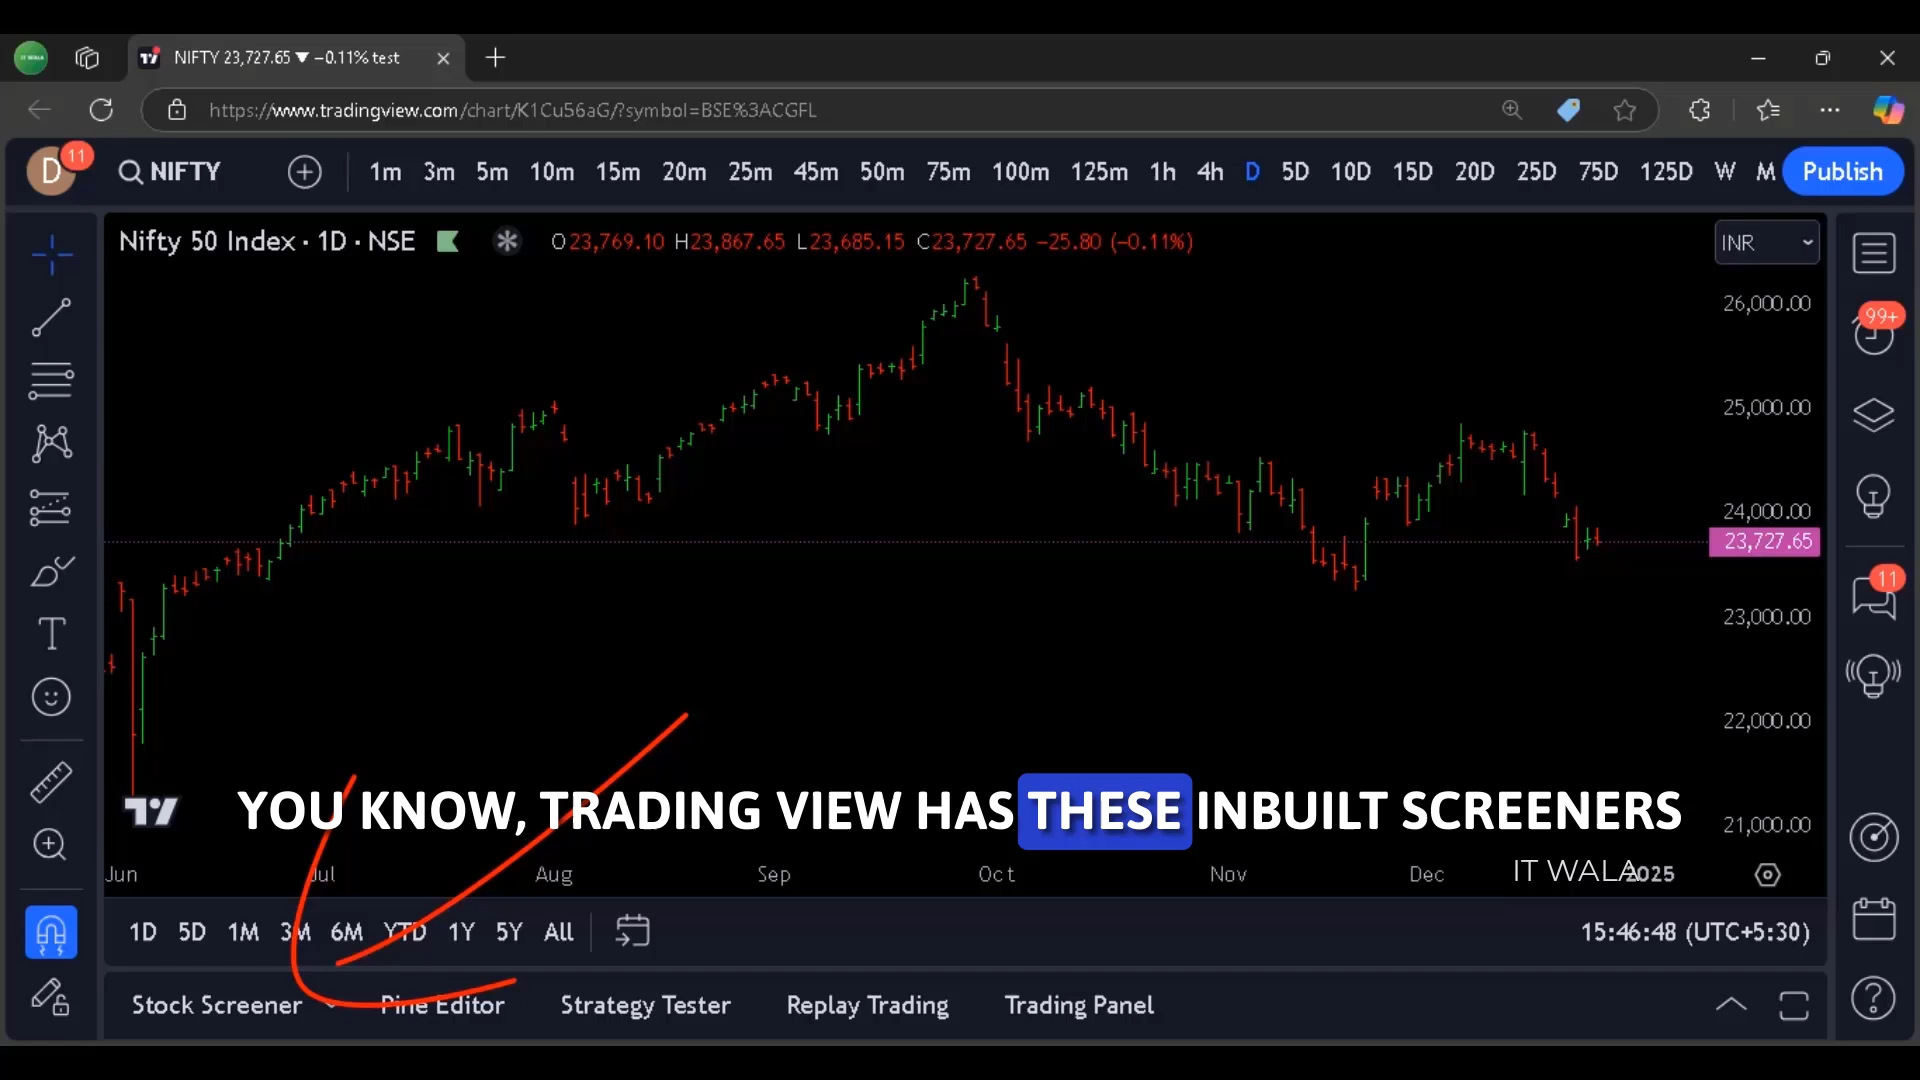 IT WALA
NIFTY 23,727.65 ▼ −0.11% test
https://www.tradingview.com/chart/K1Cu56aG/?symbol=BSE%3ACGFL
D 11
NIFTY
1m 3m 5m 10m 15m 20m 25m 45m 50m 75m 100m 125m 1h 4h D 5D 10D 15D 20D 25D 75D 125D W M
Publish
Nifty 50 Index · 1D · NSE
O23,769.10 H23,867.65 L23,685.15 C23,727.65 −25.80 (−0.11%)
INR
26,000.00
99+
25,000.00
24,000.00
23,727.65
11
23,000.00
22,000.00
YOU KNOW, TRADING VIEW HAS THESE INBUILT SCREENERS
21,000.00
Jun Jul Aug Sep Oct Nov Dec 2025
IT WALA
1D 5D 1M 3M 6M YTD 1Y 5Y All
15:46:48 (UTC+5:30)
Stock Screener Pine Editor Strategy Tester Replay Trading Trading Panel